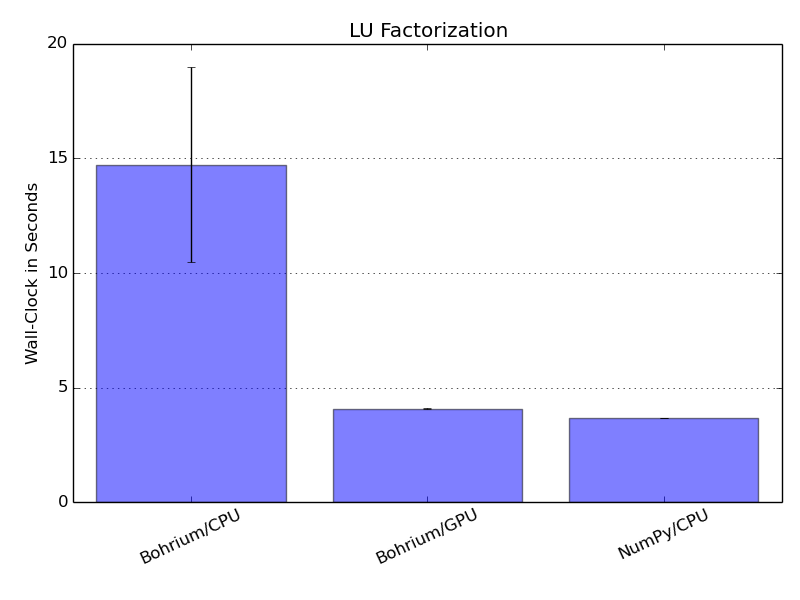 LU Factorization
20
15
10
5
0
Wall-Clock in Seconds
Bohrium/CPU
Bohrium/GPU
NumPy/CPU